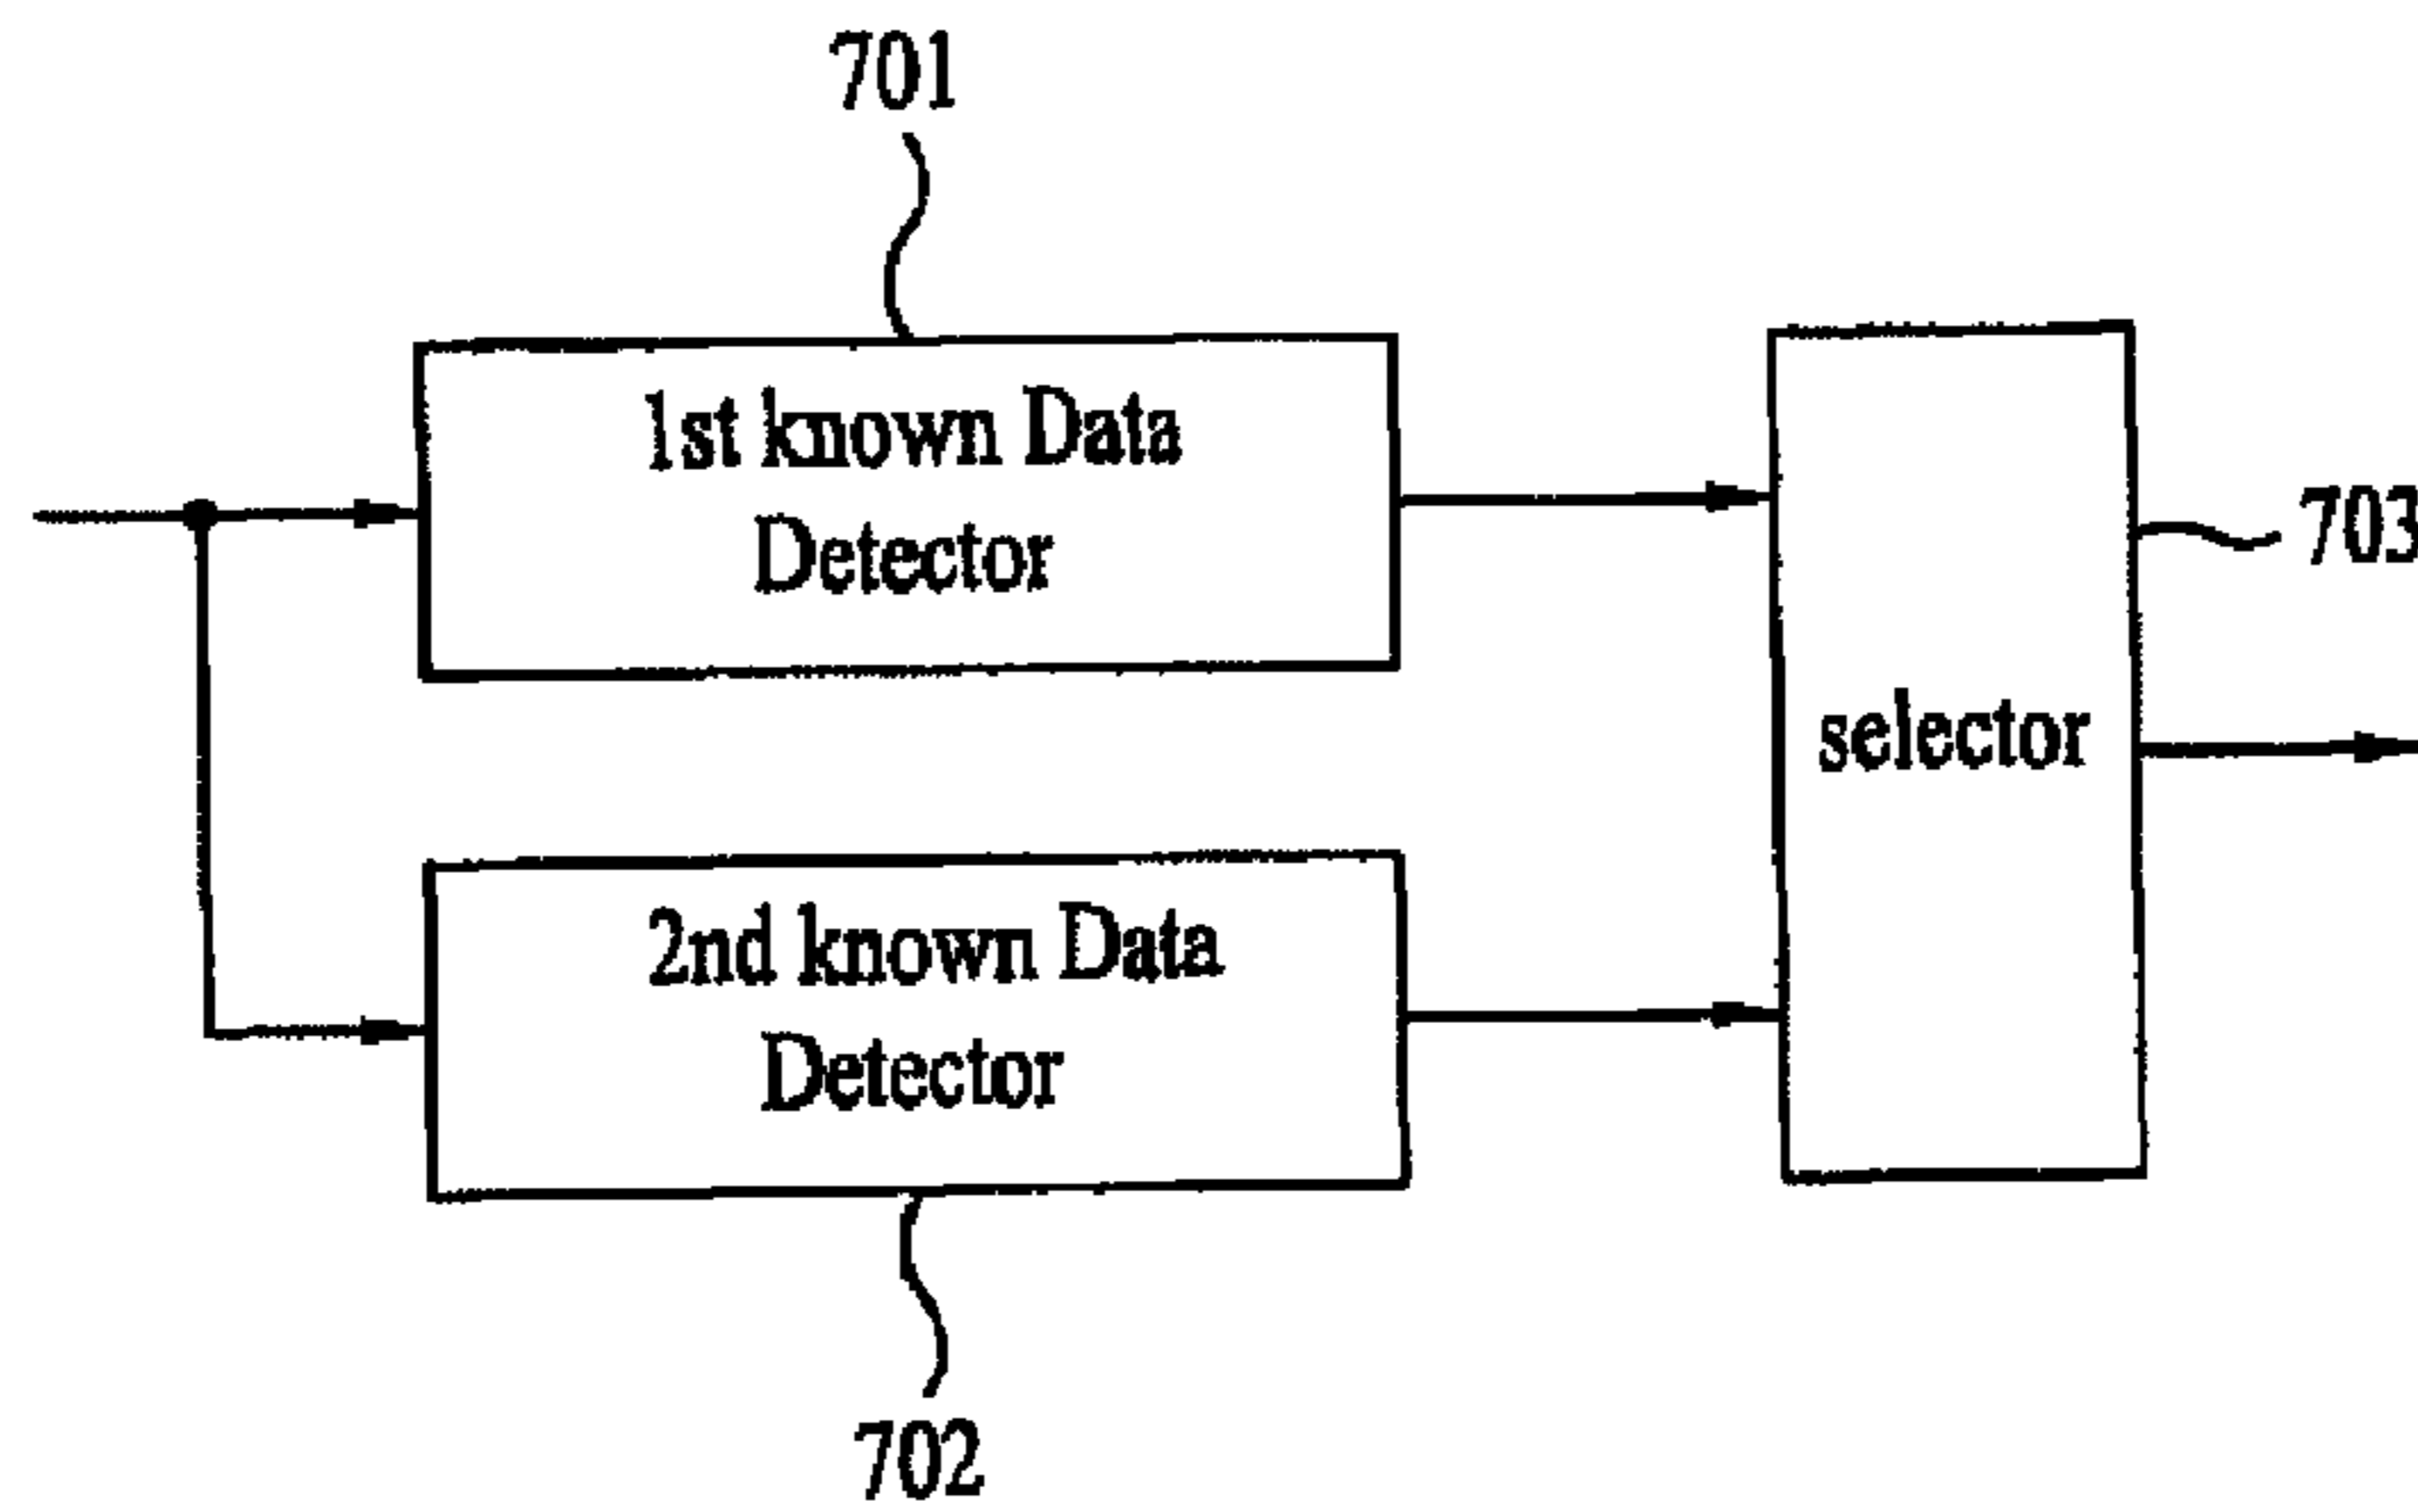 701
1st known Data
Detector
703
selector
2nd known Data
Detector
702